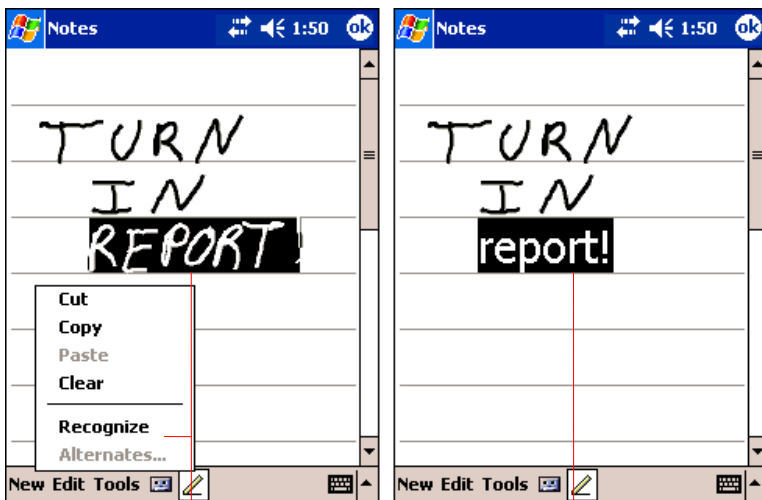 Notes 1:50 ok
TURN
IN
REPORT!
Cut
Copy
Paste
Clear
Recognize
Alternates...
New Edit Tools
Notes 1:50 ok
TURN
IN
report!
New Edit Tools